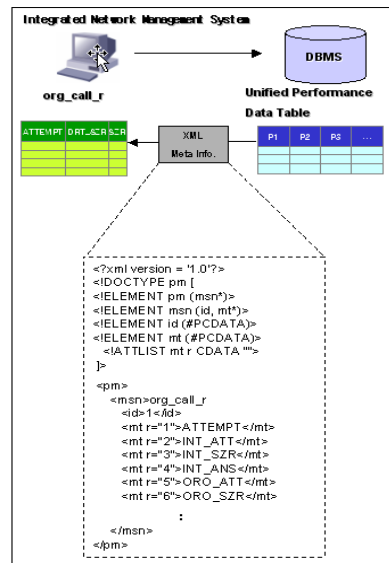 Integrated Network Management System
DBMS
org_call_r
Unified Performance
Data Table
ATTEMPT ORT_SZR SZR
XML
Meta Info.
P1 P2 P3 ...
<?xml version = '1.0'?>
<!DOCTYPE pm [
<!ELEMENT pm (msn*)>
<!ELEMENT msn (id, mt*)>
<!ELEMENT id (#PCDATA)>
<!ELEMENT mt (#PCDATA)>
<!ATTLIST mt r CDATA "">
]>
<pm>
<msn>org_call_r
<id>1</id>
<mt r="1">ATTEMPT</mt>
<mt r="2">INT_ATT</mt>
<mt r="3">INT_SZR</mt>
<mt r="4">INT_ANS</mt>
<mt r="5">ORO_ATT</mt>
<mt r="6">ORO_SZR</mt>
:
</msn>
</pm>